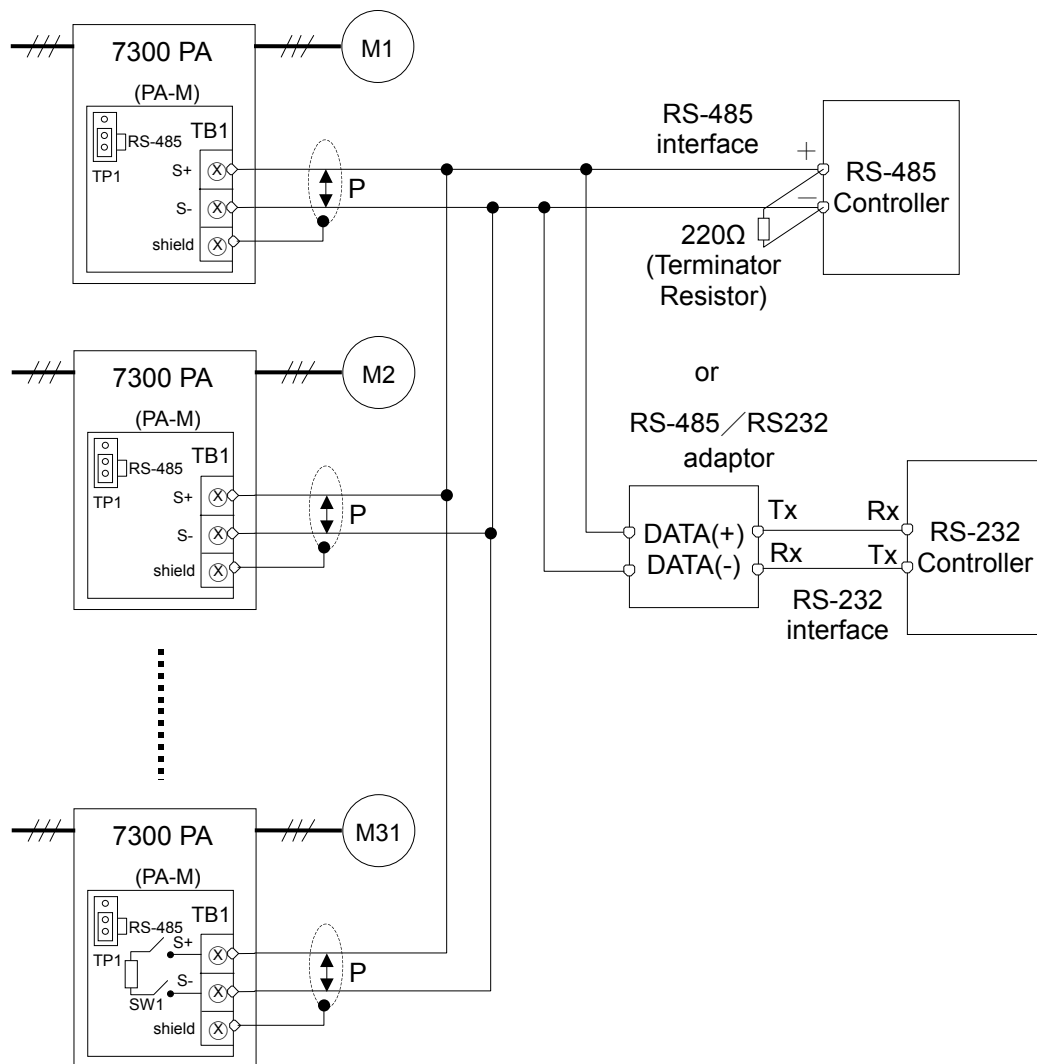 7300 PA
(PA-M)
M1
TB1
RS-485
TP1
S+
S-
shield
P
RS-485
interface
+
−
RS-485
Controller
220Ω
(Terminator
Resistor)
7300 PA
(PA-M)
M2
TB1
RS-485
TP1
S+
S-
shield
P
or
RS-485／RS232
adaptor
DATA(+)
DATA(-)
Tx
Rx
Rx
Tx
RS-232
Controller
RS-232
interface
7300 PA
(PA-M)
M31
TB1
RS-485
TP1
S+
S-
SW1
shield
P